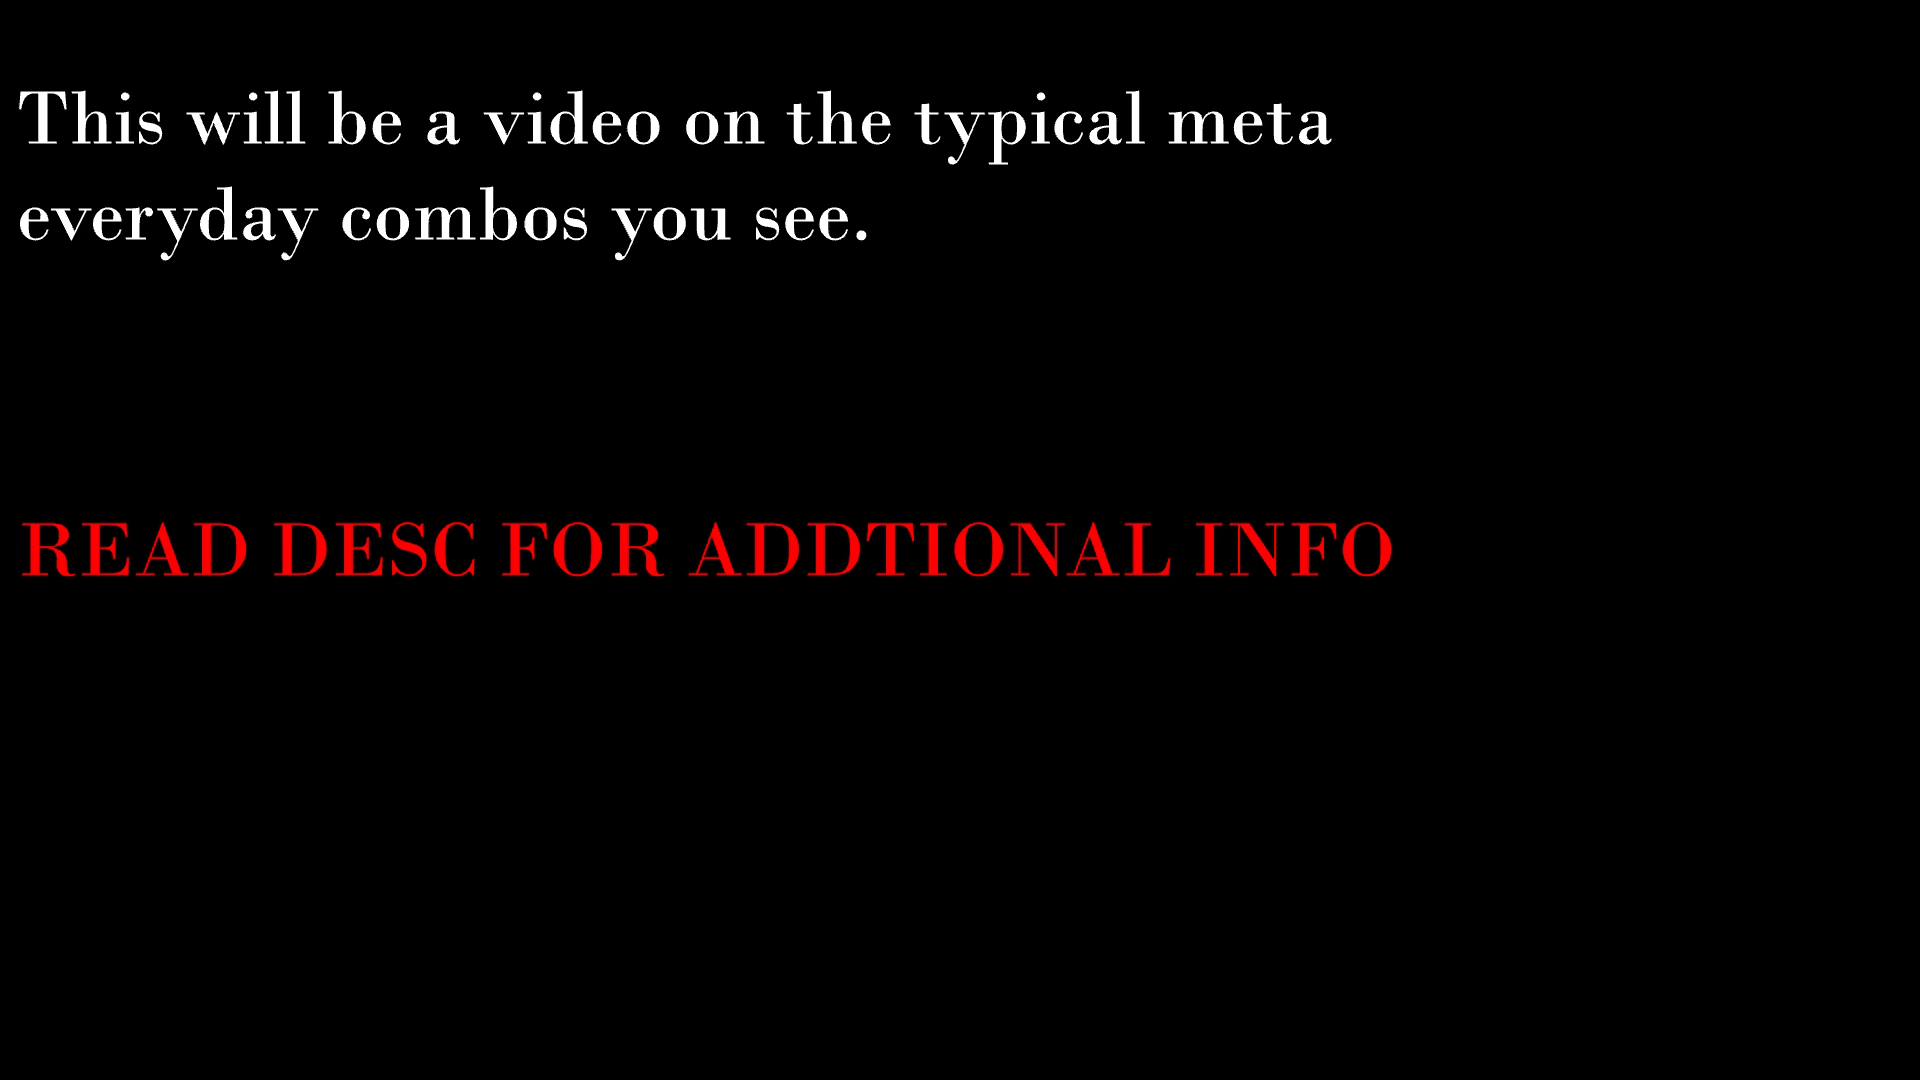 This will be a video on the typical meta
everyday combos you see.
READ DESC FOR ADDTIONAL INFO